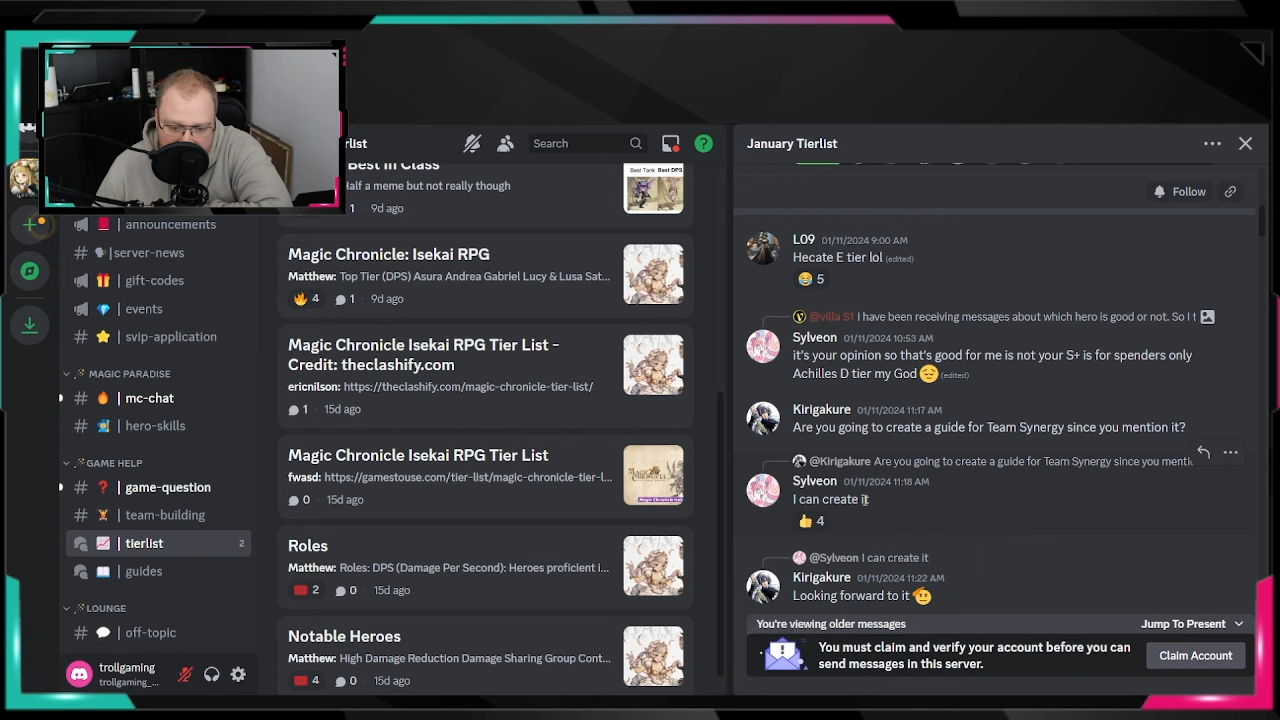 rlist
Search
January Tierlist
Follow
announcements
server-news
gift-codes
events
svip-application
MAGIC PARADISE
mc-chat
hero-skills
GAME HELP
game-question
team-building
tierlist
2
guides
LOUNGE
off-topic
trollgaming
trollgaming_...
Best in Class
Half a meme but not really though
1 · 9d ago
Best Tank Best DPS
Magic Chronicle: Isekai RPG
Matthew: Top Tier (DPS) Asura Andrea Gabriel Lucy & Lusa Sat...
4 1 · 9d ago
Magic Chronicle Isekai RPG Tier List -
Credit: theclashify.com
ericnilson: https://theclashify.com/magic-chronicle-tier-list/
1 · 15d ago
Magic Chronicle Isekai RPG Tier List
fwasd: https://gamestouse.com/tier-list/magic-chronicle-tier-l...
0 · 15d ago
Roles
Matthew: Roles: DPS (Damage Per Second): Heroes proficient i...
2 0 · 15d ago
Notable Heroes
Matthew: High Damage Reduction Damage Sharing Group Cont...
4 0 · 15d ago
L09 01/11/2024 9:00 AM
Hecate E tier lol (edited)
5
@villa S1 I have been receiving messages about which hero is good or not. So I t
Sylveon 01/11/2024 10:53 AM
it's your opinion so that's good for me is not your S+ is for spenders only
Achilles D tier my God (edited)
Kirigakure 01/11/2024 11:17 AM
Are you going to create a guide for Team Synergy since you mention it?
@Kirigakure Are you going to create a guide for Team Synergy since you menti
Sylveon 01/11/2024 11:18 AM
I can create it
4
@Sylveon I can create it
Kirigakure 01/11/2024 11:22 AM
Looking forward to it
You're viewing older messages
Jump To Present
You must claim and verify your account before you can
send messages in this server.
Claim Account